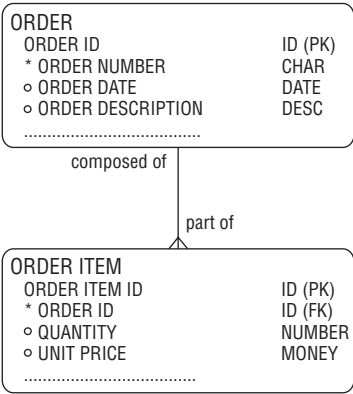 ORDER
ORDER ID ID (PK)
* ORDER NUMBER CHAR
o ORDER DATE DATE
o ORDER DESCRIPTION DESC
......................................
composed of
part of
ORDER ITEM
ORDER ITEM ID ID (PK)
* ORDER ID ID (FK)
o QUANTITY NUMBER
o UNIT PRICE MONEY
.....................................